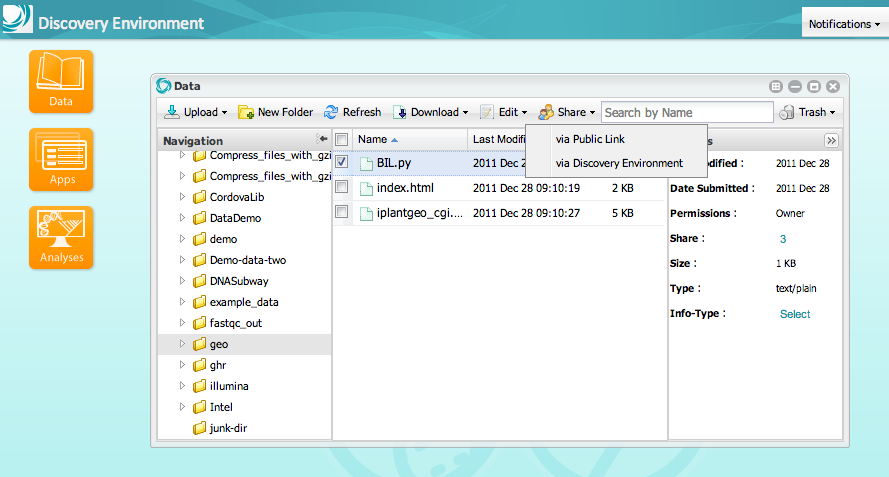 Discovery Environment
Notifications
Data
Apps
Analyses
Data
Upload New Folder Refresh Download Edit Share Search by Name Trash
via Public Link
via Discovery Environment
Navigation
Compress_files_with_gzi
Compress_files_with_gzi
CordovaLib
DataDemo
demo
Demo-data-two
DNASubway
example_data
fastqc_out
geo
ghr
illumina
Intel
junk-dir
Name Last Modifi
BIL.py 2011 Dec 2
index.html 2011 Dec 28 09:10:19 2 KB
iplantgeo_cgi.... 2011 Dec 28 09:10:27 5 KB
s
odified : 2011 Dec 28
Date Submitted : 2011 Dec 28
Permissions : Owner
Share : 3
Size : 1 KB
Type : text/plain
Info-Type : Select